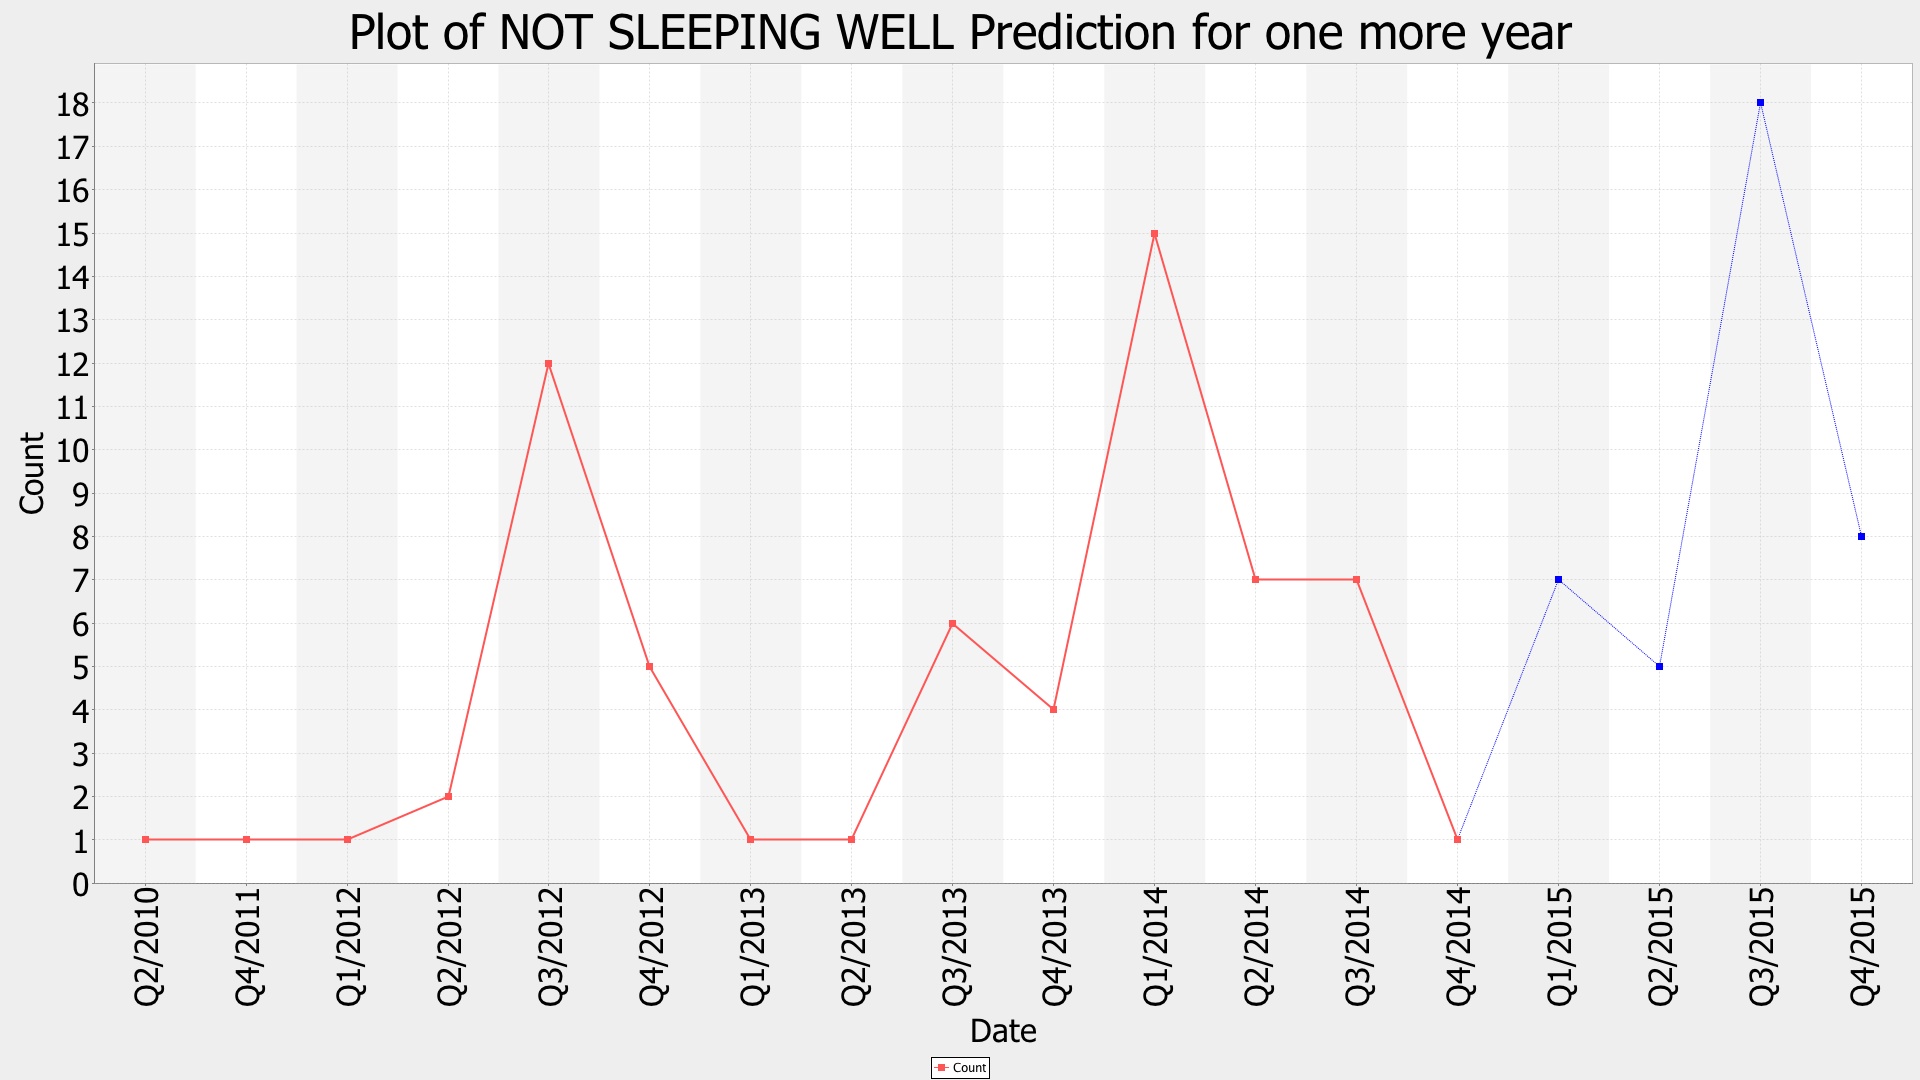 Plot of NOT SLEEPING WELL Prediction for one more year
18
17
16
15
14
13
12
11
10
9
8
7
6
5
4
3
2
1
0
Count
Q2/2010
Q4/2011
Q1/2012
Q2/2012
Q3/2012
Q4/2012
Q1/2013
Q2/2013
Q3/2013
Q4/2013
Q1/2014
Q2/2014
Q3/2014
Q4/2014
Q1/2015
Q2/2015
Q3/2015
Q4/2015
Date
Count